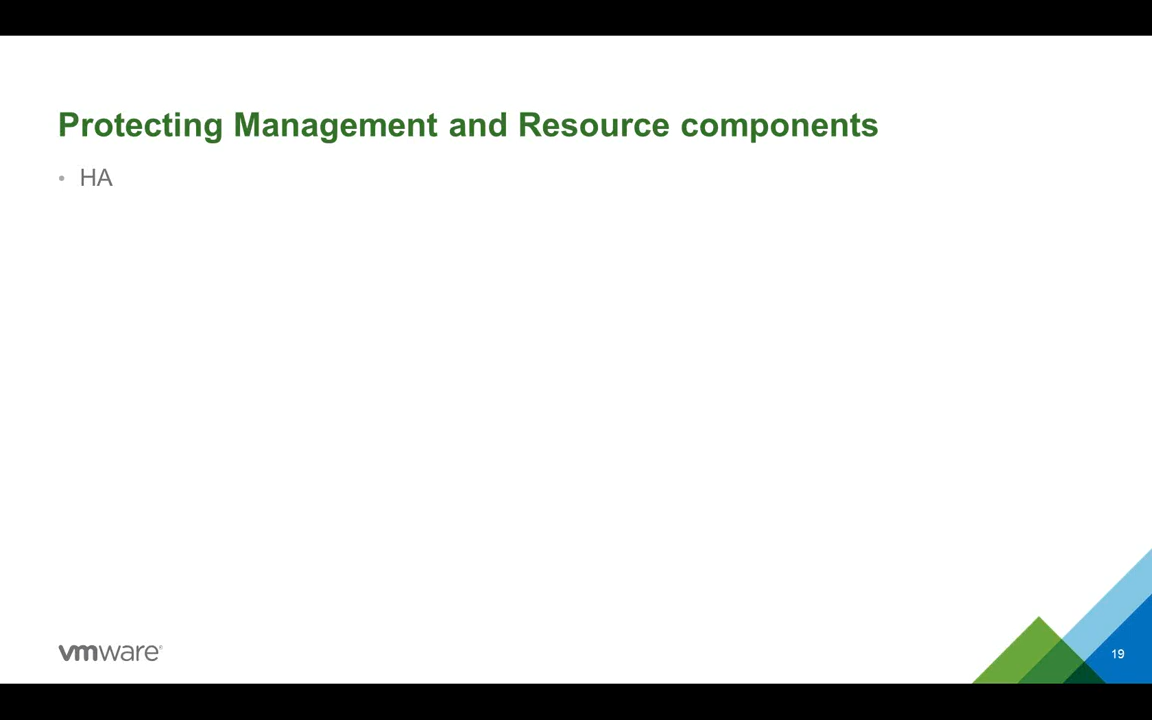 Protecting Management and Resource components
• HA
vmware®
19